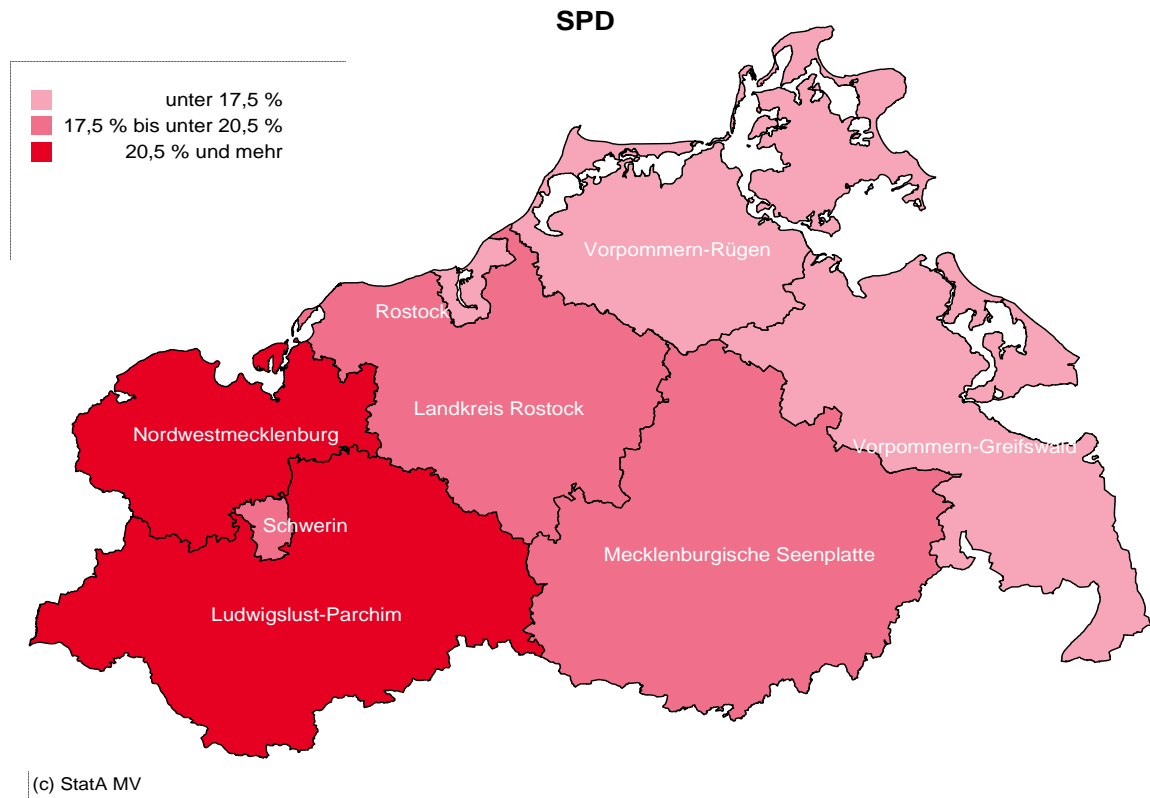 SPD
unter 17,5 %
17,5 % bis unter 20,5 %
20,5 % und mehr
Vorpommern-Rügen
Rostock
Landkreis Rostock
Nordwestmecklenburg
Vorpommern-Greifswald
Schwerin
Mecklenburgische Seenplatte
Ludwigslust-Parchim
(c) StatA MV